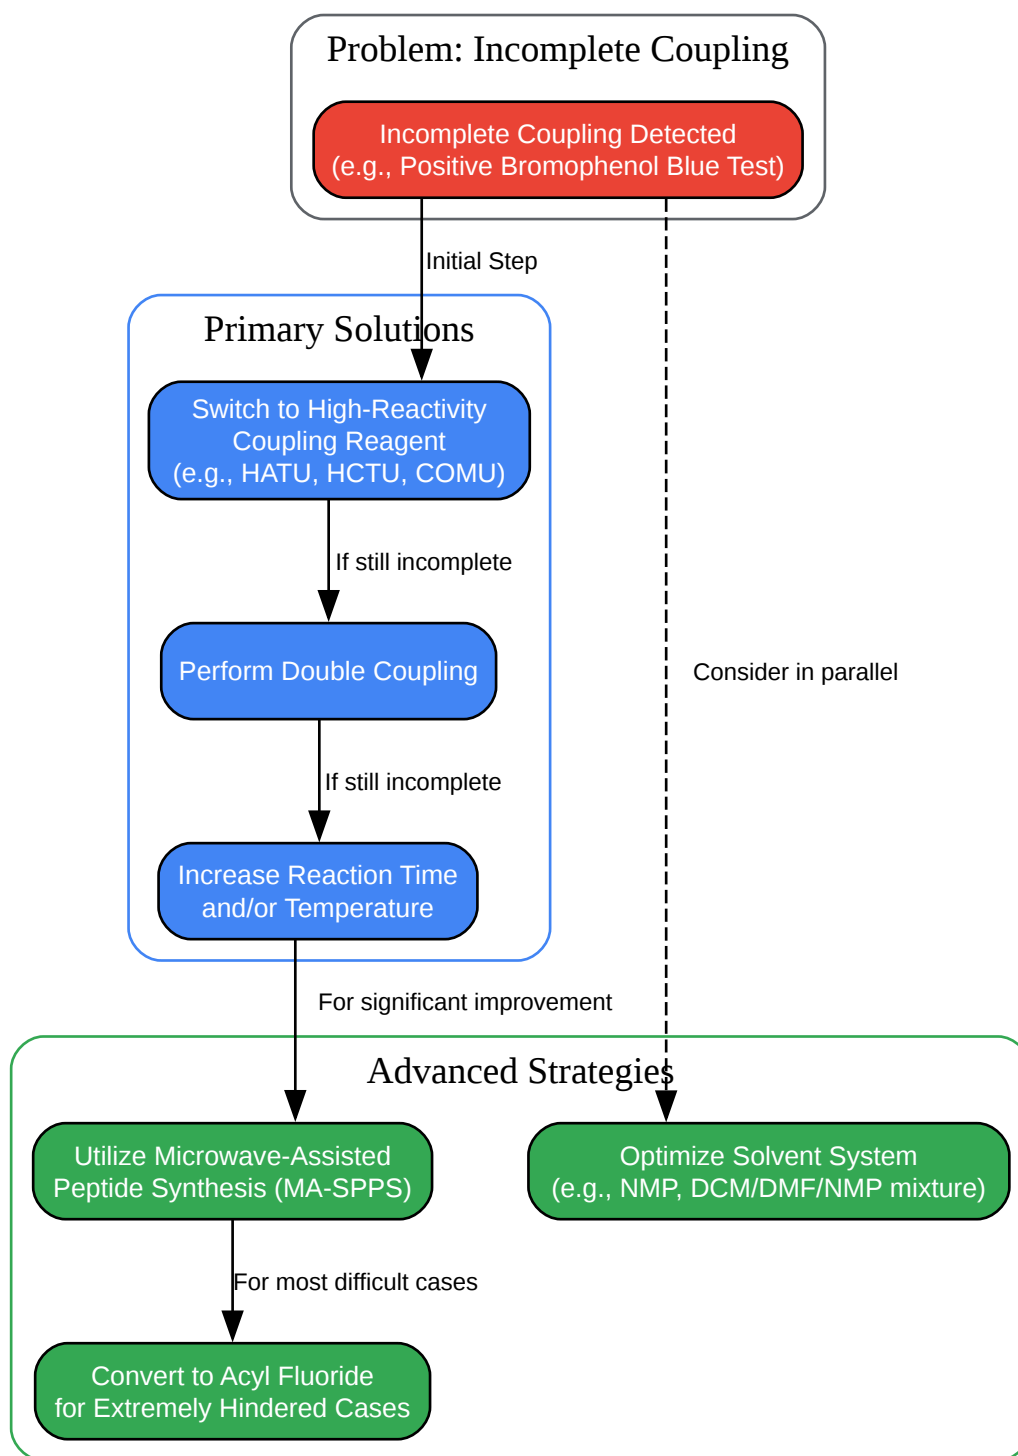 Problem: Incomplete Coupling
Incomplete Coupling Detected
(e.g., Positive Bromophenol Blue Test)
Initial Step
Primary Solutions
Switch to High-Reactivity
Coupling Reagent
(e.g., HATU, HCTU, COMU)
If still incomplete
Perform Double Coupling
Consider in parallel
If still incomplete
Increase Reaction Time
and/or Temperature
For significant improvement
Advanced Strategies
Utilize Microwave-Assisted
Peptide Synthesis (MA-SPPS)
Optimize Solvent System
(e.g., NMP, DCM/DMF/NMP mixture)
For most difficult cases
Convert to Acyl Fluoride
for Extremely Hindered Cases